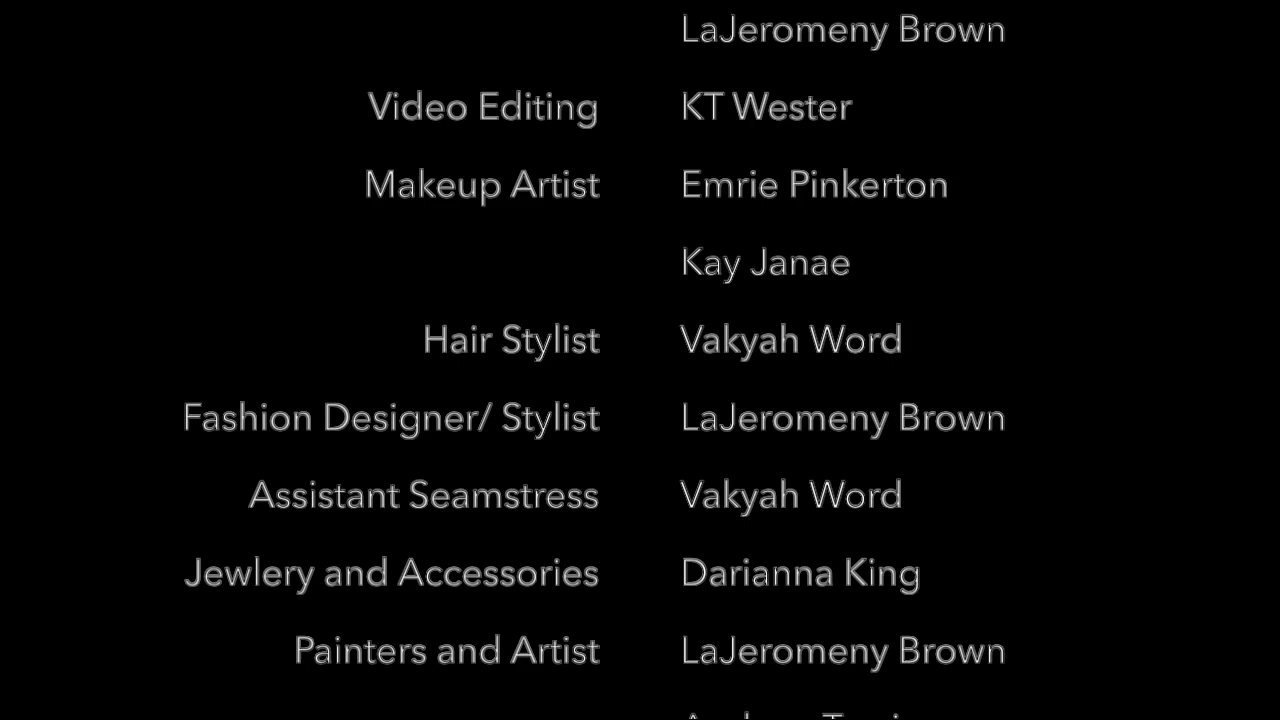 LaJeromeny Brown
Video Editing KT Wester
Makeup Artist Emrie Pinkerton
Kay Janae
Hair Stylist Vakyah Word
Fashion Designer/ Stylist LaJeromeny Brown
Assistant Seamstress Vakyah Word
Jewlery and Accessories Darianna King
Painters and Artist LaJeromeny Brown